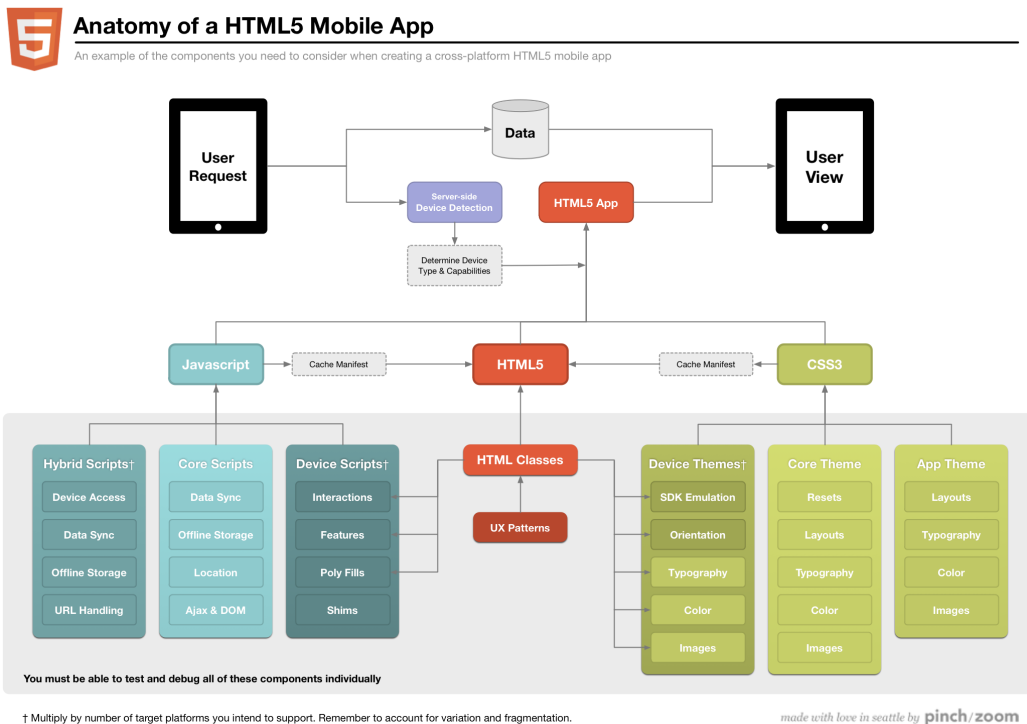 5
Anatomy of a HTML5 Mobile App
An example of the components you need to consider when creating a cross-platform HTML5 mobile app
User
Request
Data
User
View
Server-side
Device Detection
HTML5 App
Determine Device
Type & Capabilities
Javascript
Cache Manifest
HTML5
Cache Manifest
CSS3
Hybrid Scripts†
Device Access
Data Sync
Offline Storage
URL Handling
Core Scripts
Data Sync
Offline Storage
Location
Ajax & DOM
Device Scripts†
Interactions
Features
Poly Fills
Shims
HTML Classes
UX Patterns
Device Themes†
SDK Emulation
Orientation
Typography
Color
Images
Core Theme
Resets
Layouts
Typography
Color
Images
App Theme
Layouts
Typography
Color
Images
You must be able to test and debug all of these components individually
† Multiply by number of target platforms you intend to support. Remember to account for variation and fragmentation.
made with love in seattle by pinch/zoom